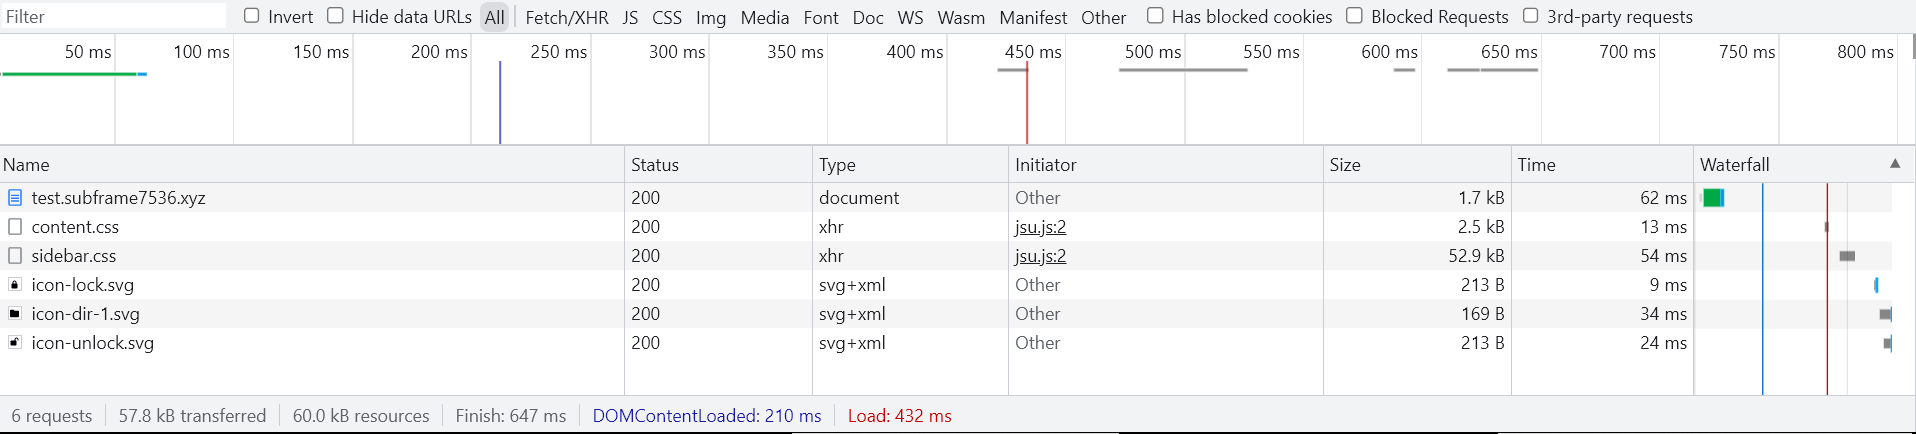 Filter Invert Hide data URLs All Fetch/XHR JS CSS Img Media Font Doc WS Wasm Manifest Other Has blocked cookies Blocked Requests 3rd-party requests
50 ms 100 ms 150 ms 200 ms 250 ms 300 ms 350 ms 400 ms 450 ms 500 ms 550 ms 600 ms 650 ms 700 ms 750 ms 800 ms
Name Status Type Initiator Size Time Waterfall
test.subframe7536.xyz 200 document Other 1.7 kB 62 ms
content.css 200 xhr jsu.js:2 2.5 kB 13 ms
sidebar.css 200 xhr jsu.js:2 52.9 kB 54 ms
icon-lock.svg 200 svg+xml Other 213 B 9 ms
icon-dir-1.svg 200 svg+xml Other 169 B 34 ms
icon-unlock.svg 200 svg+xml Other 213 B 24 ms
6 requests 57.8 kB transferred 60.0 kB resources Finish: 647 ms DOMContentLoaded: 210 ms Load: 432 ms